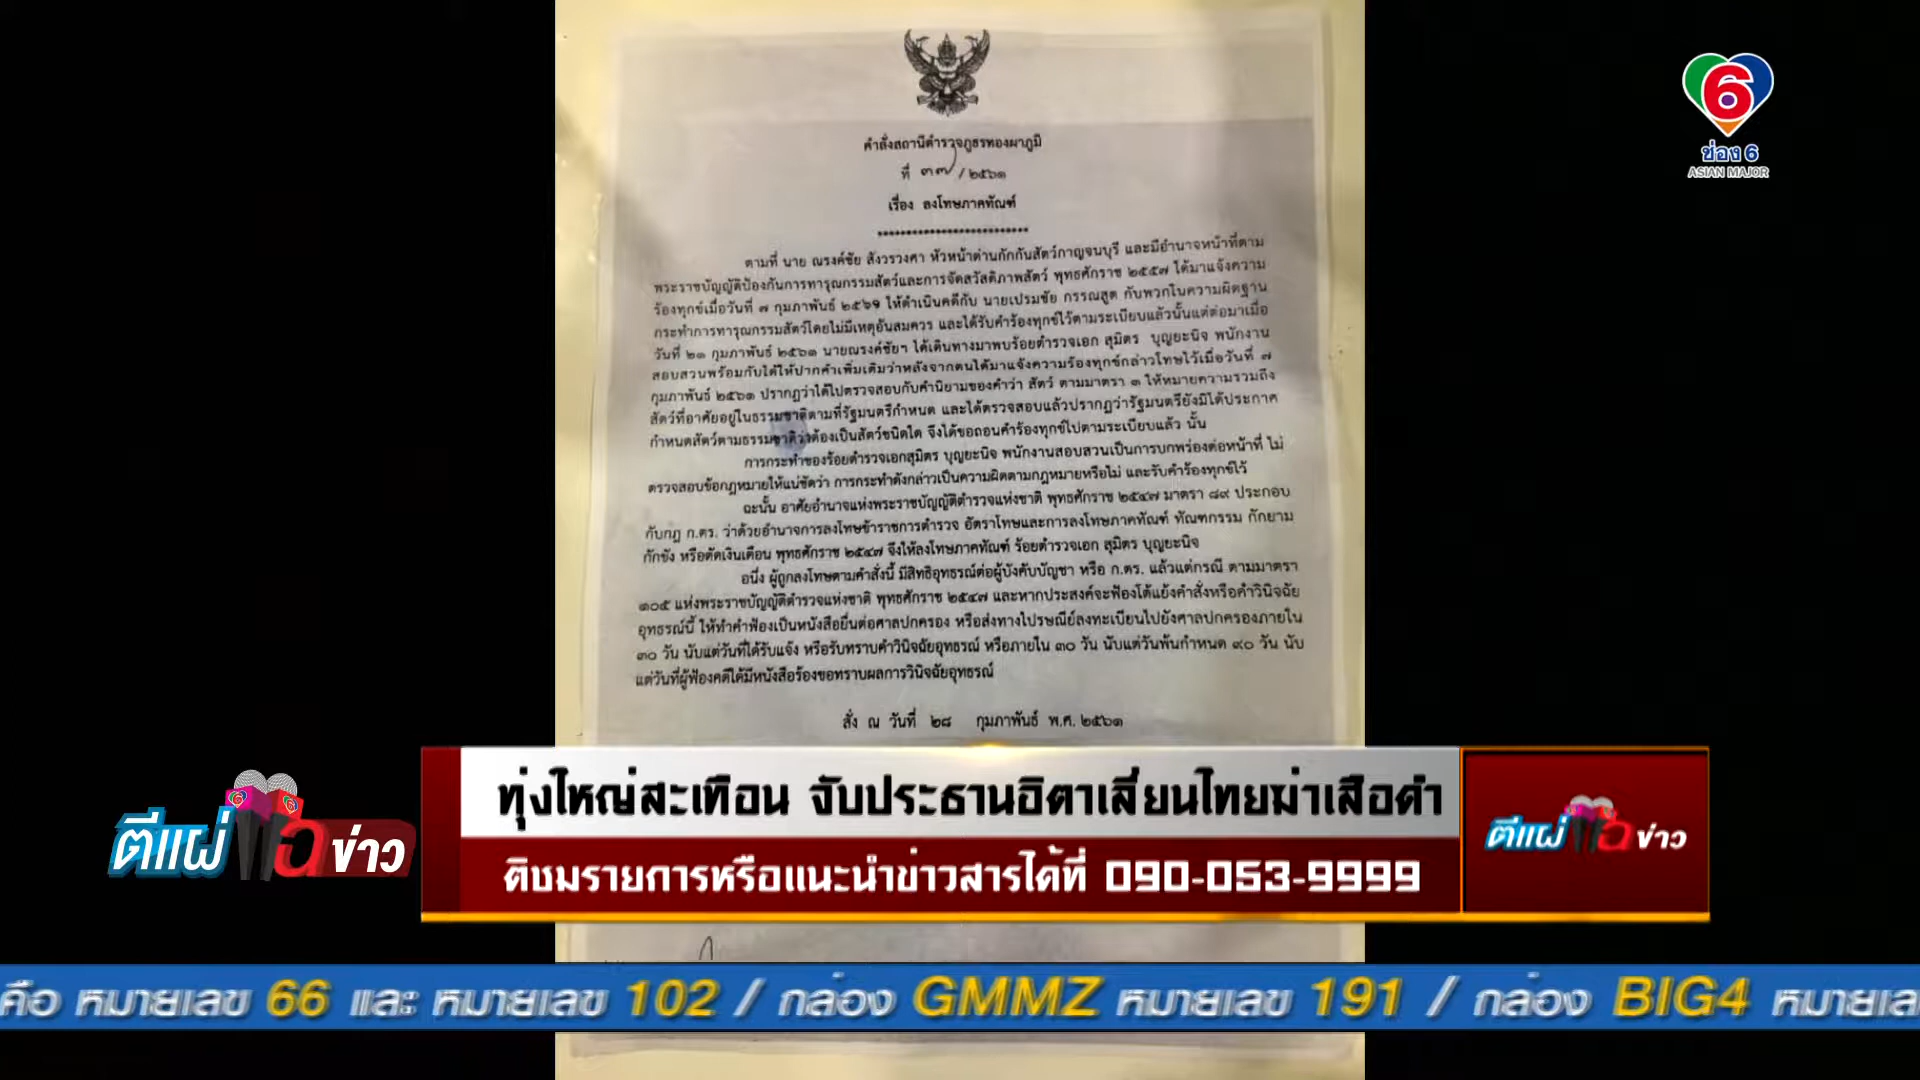 คำสั่งสถานีตำรวจภูธรทองผาภูมิ
ที่ ๓๗ / ๒๕๖๑
เรื่อง ลงโทษภาคทัณฑ์
ตามที่ นาย ณรงค์ชัย สังวรวงศา หัวหน้าด่านกักกันสัตว์กาญจนบุรี และมีอำนาจหน้าที่ตาม
พระราชบัญญัติป้องกันการทารุณกรรมสัตว์และการจัดสวัสดิภาพสัตว์ พุทธศักราช ๒๕๕๗ ได้มาแจ้งความ
ร้องทุกข์เมื่อวันที่ ๗ กุมภาพันธ์ ๒๕๖๑ ให้ดำเนินคดีกับ นายเปรมชัย กรรณสูต กับพวกในความผิดฐาน
กระทำการทารุณกรรมสัตว์โดยไม่มีเหตุอันสมควร และได้รับคำร้องทุกข์ไว้ตามระเบียบแล้วนั้นแต่ต่อมาเมื่อ
วันที่ ๒๑ กุมภาพันธ์ ๒๕๖๑ นายณรงค์ชัยฯ ได้เดินทางมาพบร้อยตำรวจเอก สุมิตร บุญยะนิจ พนักงาน
สอบสวนพร้อมกับได้ให้ปากคำเพิ่มเติมว่าหลังจากตนได้มาแจ้งความร้องทุกข์กล่าวโทษไว้เมื่อวันที่ ๗
กุมภาพันธ์ ๒๕๖๑ ปรากฏว่าได้ไปตรวจสอบกับคำนิยามของคำว่า สัตว์ ตามมาตรา ๓ ให้หมายความรวมถึง
สัตว์ที่อาศัยอยู่ในธรรมชาติตามที่รัฐมนตรีกำหนด และได้ตรวจสอบแล้วปรากฏว่ารัฐมนตรียังมิได้ประกาศ
กำหนดสัตว์ตามธรรมชาติว่าต้องเป็นสัตว์ชนิดใด จึงได้ขอถอนคำร้องทุกข์ไปตามระเบียบแล้ว นั้น
การกระทำของร้อยตำรวจเอกสุมิตร บุญยะนิจ พนักงานสอบสวนเป็นการบกพร่องต่อหน้าที่ ไม่
ตรวจสอบข้อกฎหมายให้แน่ชัดว่า การกระทำดังกล่าวเป็นความผิดตามกฎหมายหรือไม่ และรับคำร้องทุกข์ไว้
ฉะนั้น อาศัยอำนาจแห่งพระราชบัญญัติตำรวจแห่งชาติ พุทธศักราช ๒๕๔๗ มาตรา ๘๙ ประกอบ
กับกฎ ก.ตร. ว่าด้วยอำนาจการลงโทษข้าราชการตำรวจ อัตราโทษและการลงโทษภาคทัณฑ์ ทัณฑกรรม กักยาม
กักขัง หรือตัดเงินเดือน พุทธศักราช ๒๕๔๗ จึงให้ลงโทษภาคทัณฑ์ ร้อยตำรวจเอก สุมิตร บุญยะนิจ
อนึ่ง ผู้ถูกลงโทษตามคำสั่งนี้ มีสิทธิอุทธรณ์ต่อผู้บังคับบัญชา หรือ ก.ตร. แล้วแต่กรณี ตามมาตรา
๑๐๕ แห่งพระราชบัญญัติตำรวจแห่งชาติ พุทธศักราช ๒๕๔๗ และหากประสงค์จะฟ้องโต้แย้งคำสั่งหรือคำวินิจฉัย
อุทธรณ์นี้ ให้ทำคำฟ้องเป็นหนังสือยื่นต่อศาลปกครอง หรือส่งทางไปรษณีย์ลงทะเบียนไปยังศาลปกครองภายใน
๓๐ วัน นับแต่วันที่ได้รับแจ้ง หรือรับทราบคำวินิจฉัยอุทธรณ์ หรือภายใน ๓๐ วัน นับแต่วันพ้นกำหนด ๙๐ วัน นับ
แต่วันที่ผู้ฟ้องคดีได้มีหนังสือร้องขอทราบผลการวินิจฉัยอุทธรณ์
สั่ง ณ วันที่ ๒๘ กุมภาพันธ์ พ.ศ. ๒๕๖๑
6
ช่อง 6
ASIAN MAJOR
ทุ่งใหญ่สะเทือน จับประธานอิตาเลี่ยนไทยฆ่าเสือดำ
ติชมรายการหรือแนะนำข่าวสารได้ที่ 090-053-9999
ตีแผ่แฉข่าว
ตีแผ่แฉข่าว
คือ หมายเลข 66 และ หมายเลข 102 / กล่อง GMMZ หมายเลข 191 / กล่อง BIG4 หมายเล